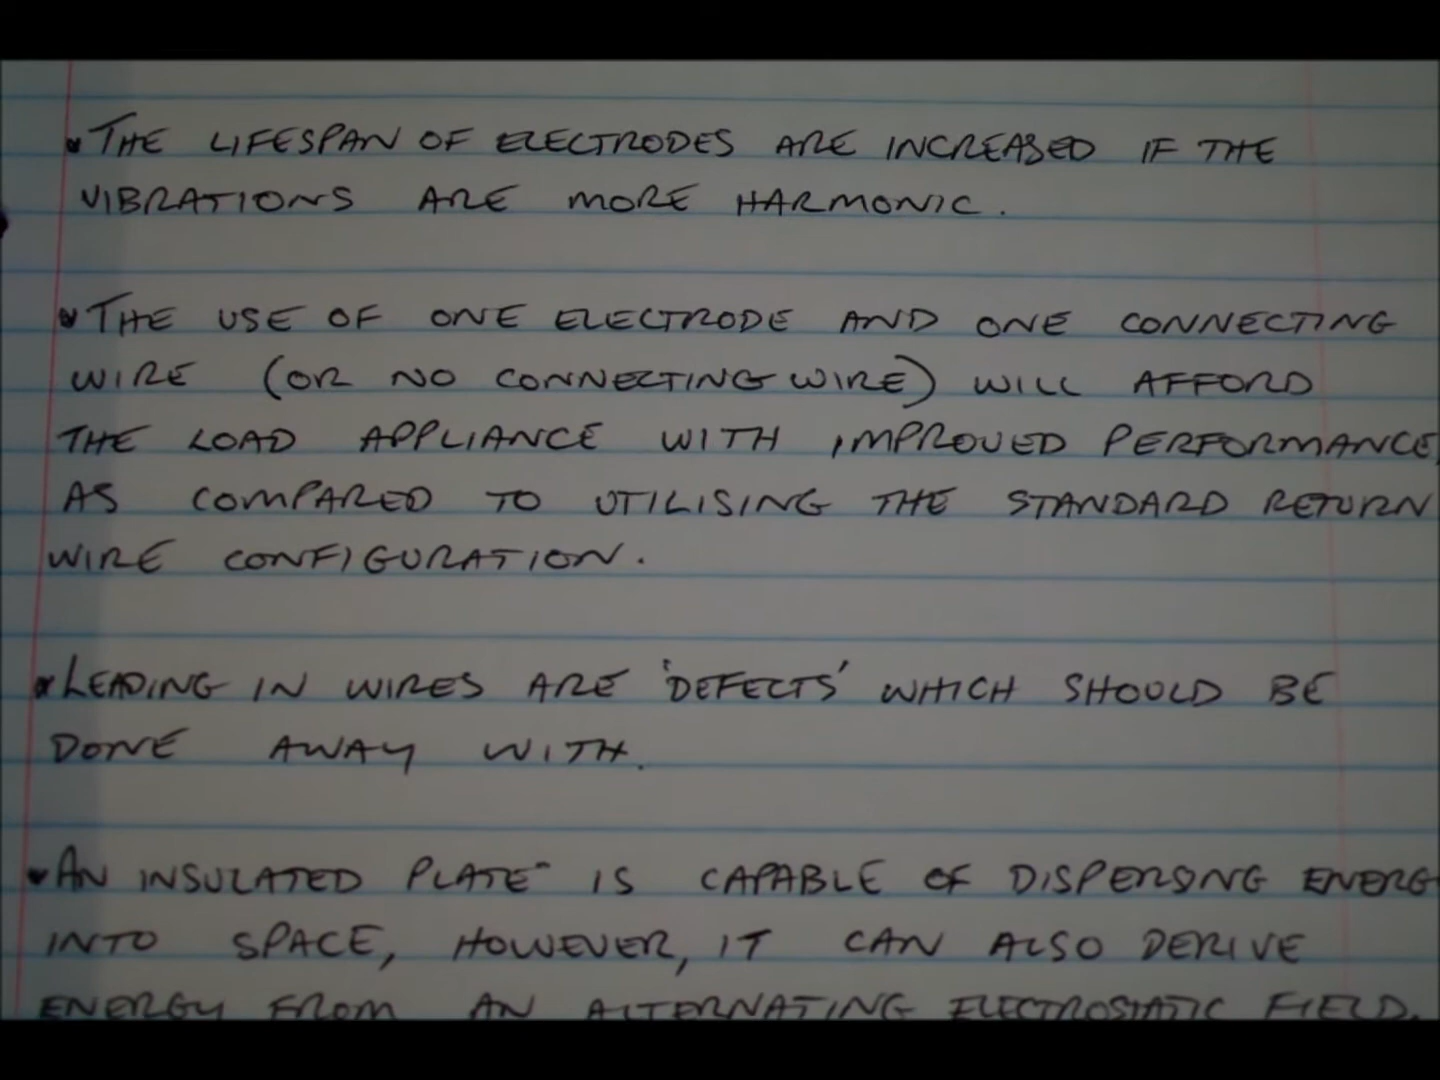 • THE LIFESPAN OF ELECTRODES ARE INCREASED IF THE
VIBRATIONS ARE MORE HARMONIC.
• THE USE OF ONE ELECTRODE AND ONE CONNECTING
WIRE (OR NO CONNECTING WIRE) WILL AFFORD
THE LOAD APPLIANCE WITH IMPROVED PERFORMANCE,
AS COMPARED TO UTILISING THE STANDARD RETURN
WIRE CONFIGURATION.
• LEADING IN WIRES ARE 'DEFECTS' WHICH SHOULD BE
DONE AWAY WITH.
• AN INSULATED PLATE IS CAPABLE OF DISPERSING ENERG
INTO SPACE, HOWEVER, IT CAN ALSO DERIVE
ENERGY FROM AN ALTERNATING ELECTROSTATIC FIELD.